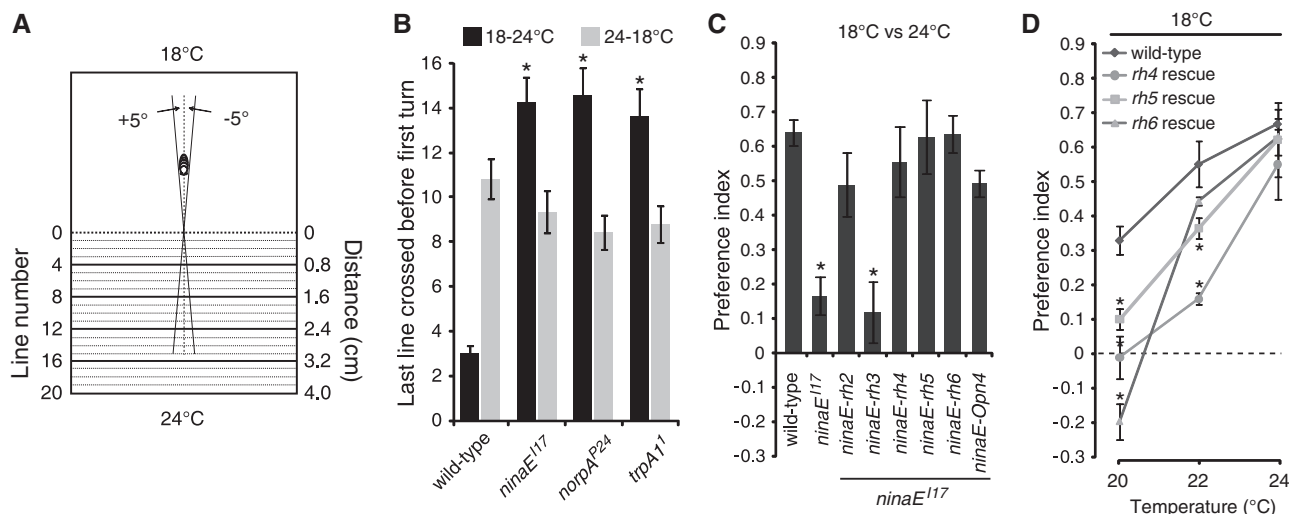 A
18°C
+5°
-5°
0
4
8
12
16
20
Line number
0
0.8
1.6
2.4
3.2
4.0
Distance (cm)
24°C
B
18-24°C
24-18°C
Last line crossed before first turn
16
14
12
10
8
6
4
2
0
*
*
*
wild-type
ninaE^I17
norpA^P24
trpA1^1
C
18°C vs 24°C
Preference index
0.9
0.8
0.7
0.6
0.5
0.4
0.3
0.2
0.1
0
-0.1
-0.2
-0.3
*
*
wild-type
ninaE^I17
ninaE-rh2
ninaE-rh3
ninaE-rh4
ninaE-rh5
ninaE-rh6
ninaE-Opn4
ninaE^I17
D
18°C
wild-type
rh4 rescue
rh5 rescue
rh6 rescue
Preference index
0.9
0.8
0.7
0.6
0.5
0.4
0.3
0.2
0.1
0
-0.1
-0.2
-0.3
*
*
*
*
*
20
22
24
Temperature (°C)